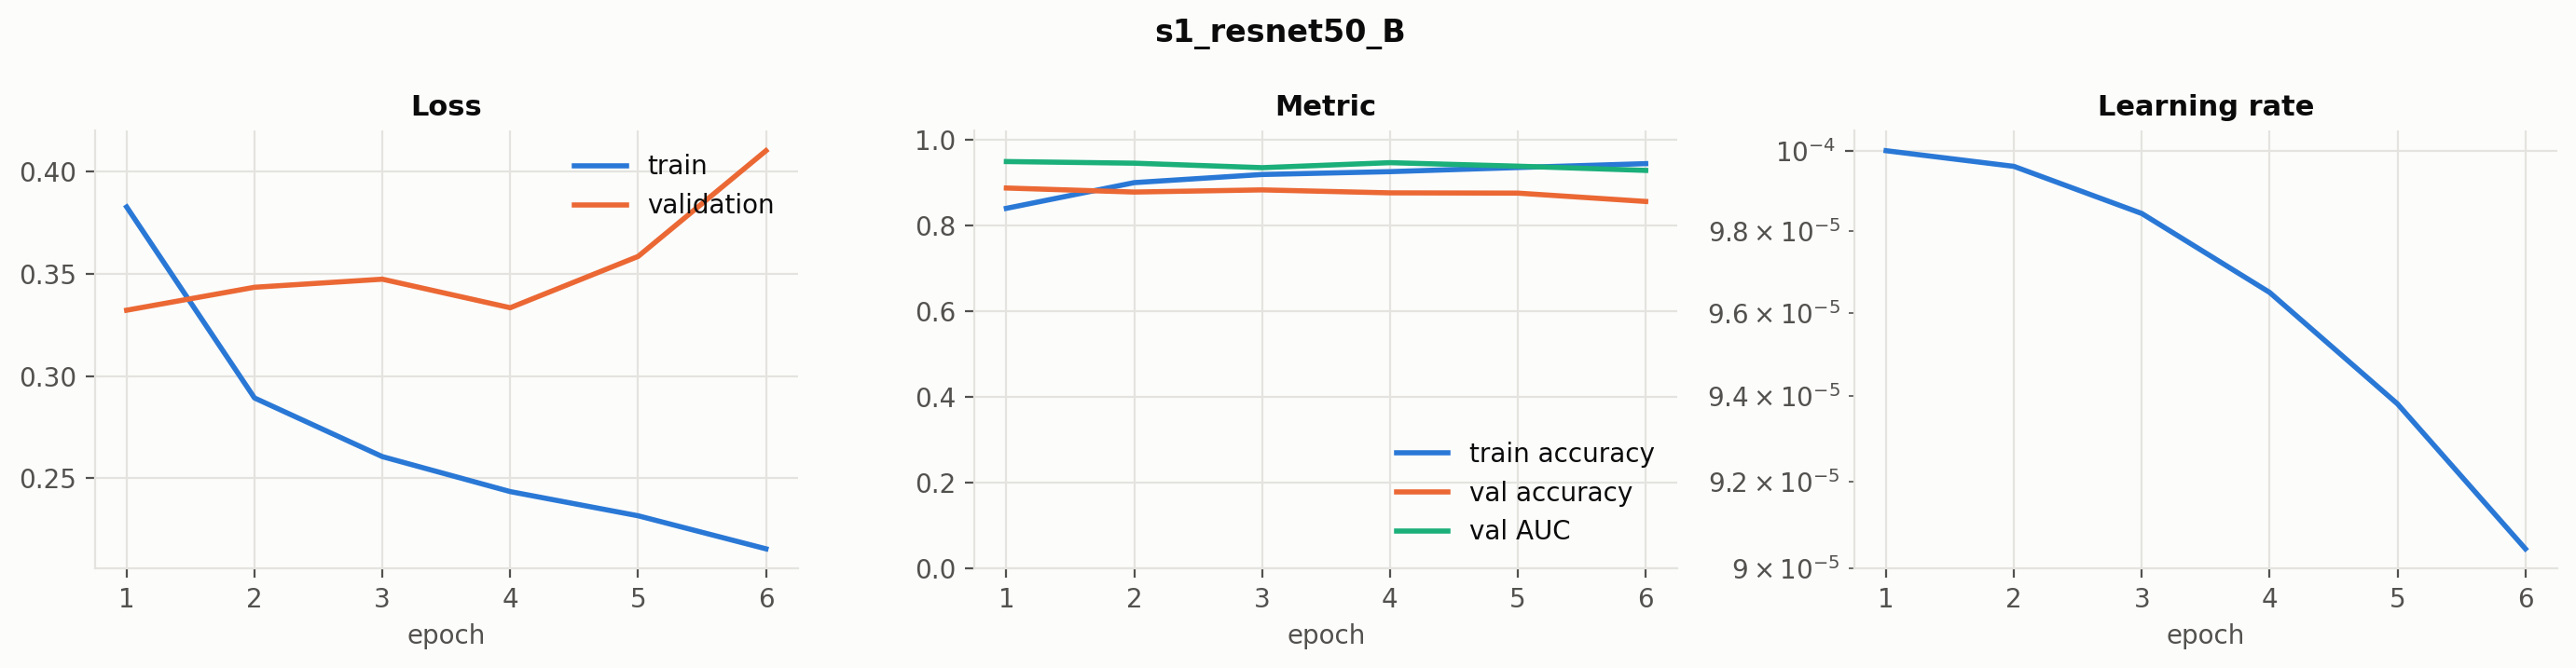 s1_resnet50_B
Loss
train
validation
0.40
0.35
0.30
0.25
1 2 3 4 5 6
epoch
Metric
1.0
0.8
0.6
0.4
0.2
0.0
train accuracy
val accuracy
val AUC
1 2 3 4 5 6
epoch
Learning rate
10⁻⁴
9.8 × 10⁻⁵
9.6 × 10⁻⁵
9.4 × 10⁻⁵
9.2 × 10⁻⁵
9 × 10⁻⁵
1 2 3 4 5 6
epoch